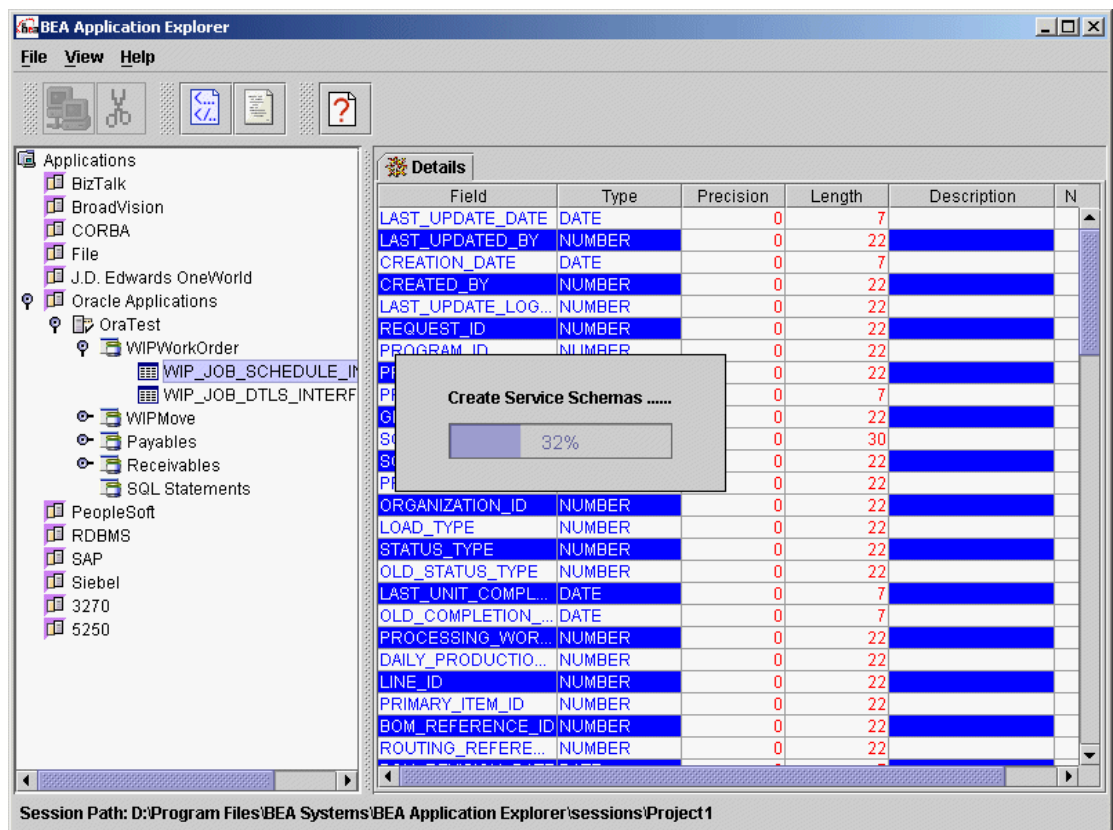 BEA Application Explorer
File View Help
Applications
BizTalk
BroadVision
CORBA
File
J.D. Edwards OneWorld
Oracle Applications
OraTest
WIPWorkOrder
WIP_JOB_SCHEDULE_IN
WIP_JOB_DTLS_INTERF
WIPMove
Payables
Receivables
SQL Statements
PeopleSoft
RDBMS
SAP
Siebel
3270
5250
Details
Field Type Precision Length Description N
LAST_UPDATE_DATE DATE 0 7
LAST_UPDATED_BY NUMBER 0 22
CREATION_DATE DATE 0 7
CREATED_BY NUMBER 0 22
LAST_UPDATE_LOG... NUMBER 0 22
REQUEST_ID NUMBER 0 22
PROGRAM_ID NUMBER 0 22
0 22
0 7
0 22
0 30
0 22
0 22
Create Service Schemas ......
32%
ORGANIZATION_ID NUMBER 0 22
LOAD_TYPE NUMBER 0 22
STATUS_TYPE NUMBER 0 22
OLD_STATUS_TYPE NUMBER 0 22
LAST_UNIT_COMPL... DATE 0 7
OLD_COMPLETION_... DATE 0 7
PROCESSING_WOR... NUMBER 0 22
DAILY_PRODUCTIO... NUMBER 0 22
LINE_ID NUMBER 0 22
PRIMARY_ITEM_ID NUMBER 0 22
BOM_REFERENCE_ID NUMBER 0 22
ROUTING_REFERE... NUMBER 0 22
Session Path: D:\Program Files\BEA Systems\BEA Application Explorer\sessions\Project1